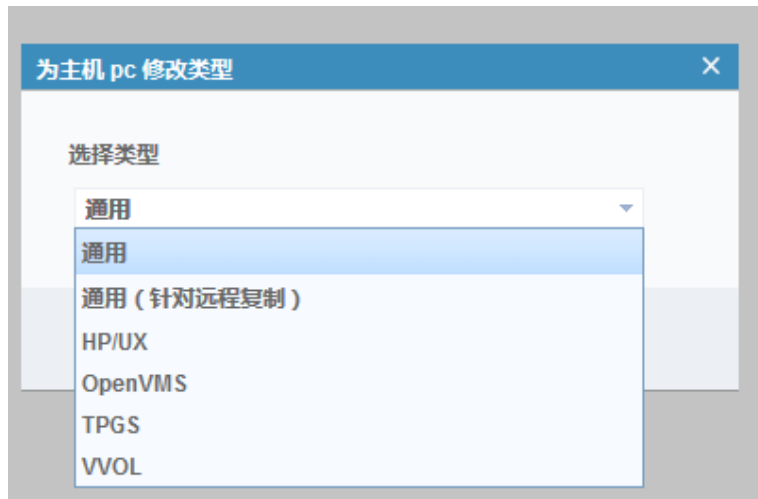 为主机 pc 修改类型
选择类型
通用
通用
通用 ( 针对远程复制 )
HP/UX
OpenVMS
TPGS
VVOL